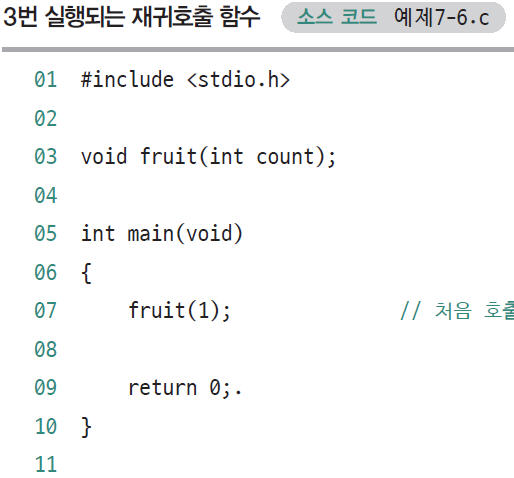 3번 실행되는 재귀호출 함수 소스 코드 예제7-6.c
01 #include <stdio.h>
02
03 void fruit(int count);
04
05 int main(void)
06 {
07 fruit(1); // 처음 호출
08
09 return 0;.
10 }
11